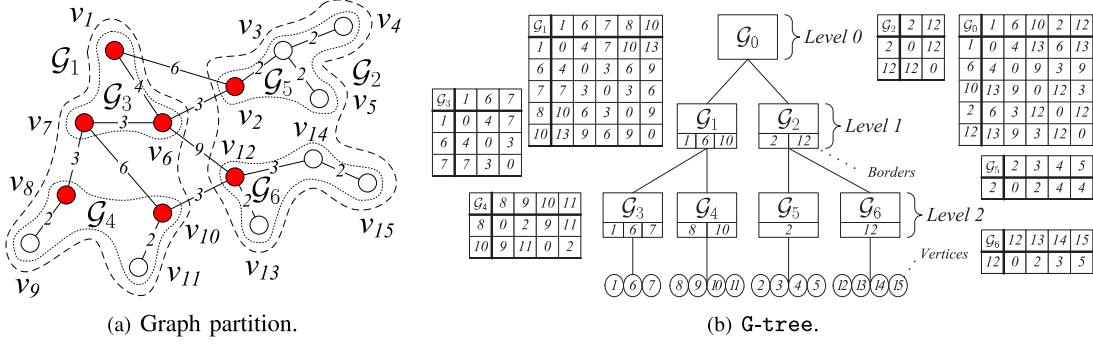 v1
v3
v4
G1
6
2
2
G2
4
2
G5
G3
3
v5
v7
3
v2
v14
v6
v12
3
6
9
3
2
v8
3
G6
G4
2
2
v10
v15
2
v9
v11
v13
(a) Graph partition.
G1 1 6 7 8 10
1 0 4 7 10 13
6 4 0 3 6 9
7 7 3 0 3 6
8 10 6 3 0 9
10 13 9 6 9 0
G3 1 6 7
1 0 4 7
6 4 0 3
7 7 3 0
G4 8 9 10 11
8 0 2 9 11
10 9 11 0 2
G0
Level 0
G1
1 6 10
G2
2 12
Level 1
Borders
G3
1 6 7
G4
8 10
G5
2
G6
12
Level 2
Vertices
1 6 7 8 9 10 11 2 3 4 5 12 13 14 15
G2 2 12
2 0 12
12 12 0
G0 1 6 10 2 12
1 0 4 13 6 13
6 4 0 9 3 9
10 13 9 0 12 3
2 6 3 12 0 12
12 13 9 3 12 0
G5 2 3 4 5
2 0 2 4 4
G6 12 13 14 15
12 0 2 3 5
(b) G-tree.